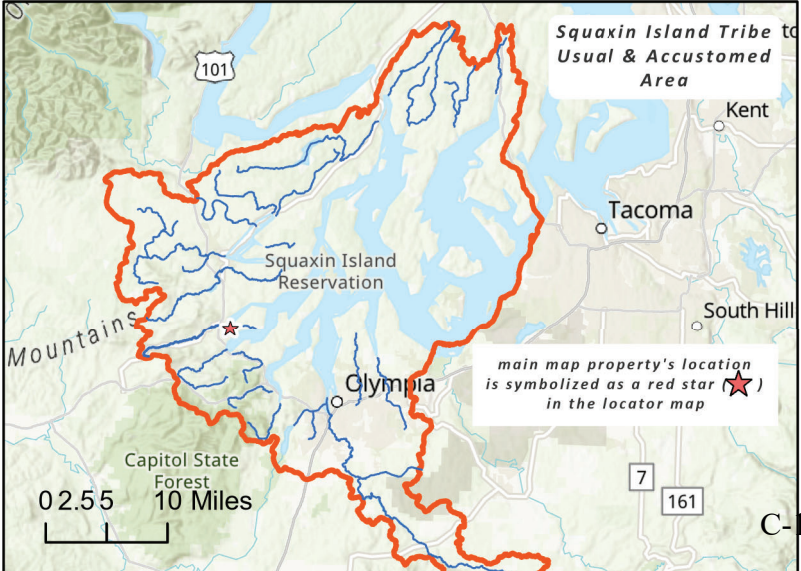 Squaxin Island Tribe
Usual & Accustomed
Area
to
101
Kent
Tacoma
Squaxin Island
Reservation
South Hill
Mountains
main map property's location
is symbolized as a red star ( )
in the locator map
Olympia
Capitol State
Forest
7
161
0 2.5 5 10 Miles
C-1